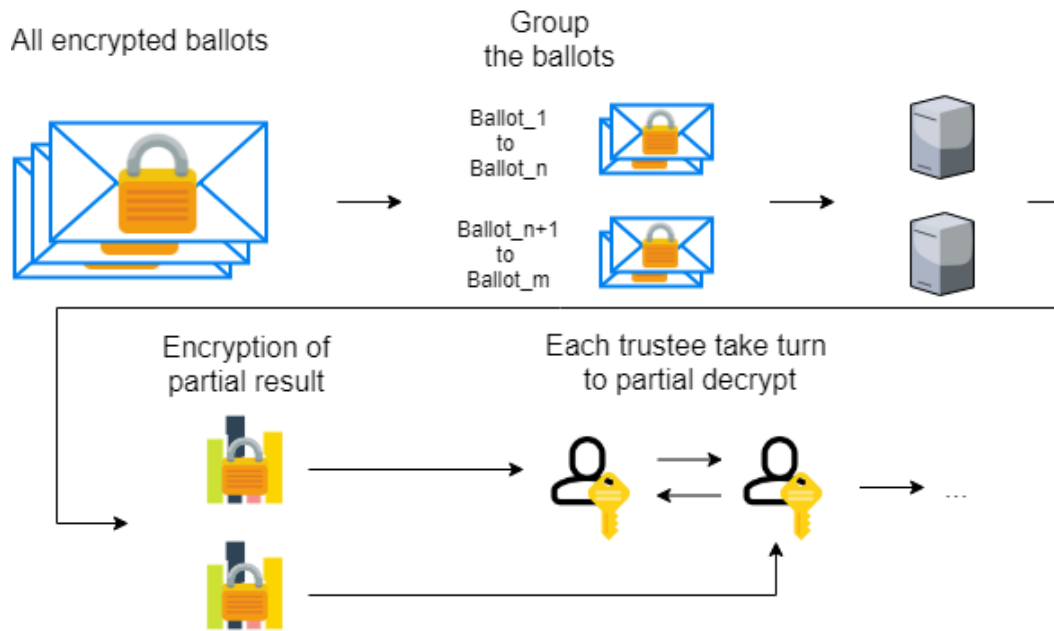 All encrypted ballots
Group
the ballots
Ballot_1
to
Ballot_n
Ballot_n+1
to
Ballot_m
Encryption of
partial result
Each trustee take turn
to partial decrypt
...